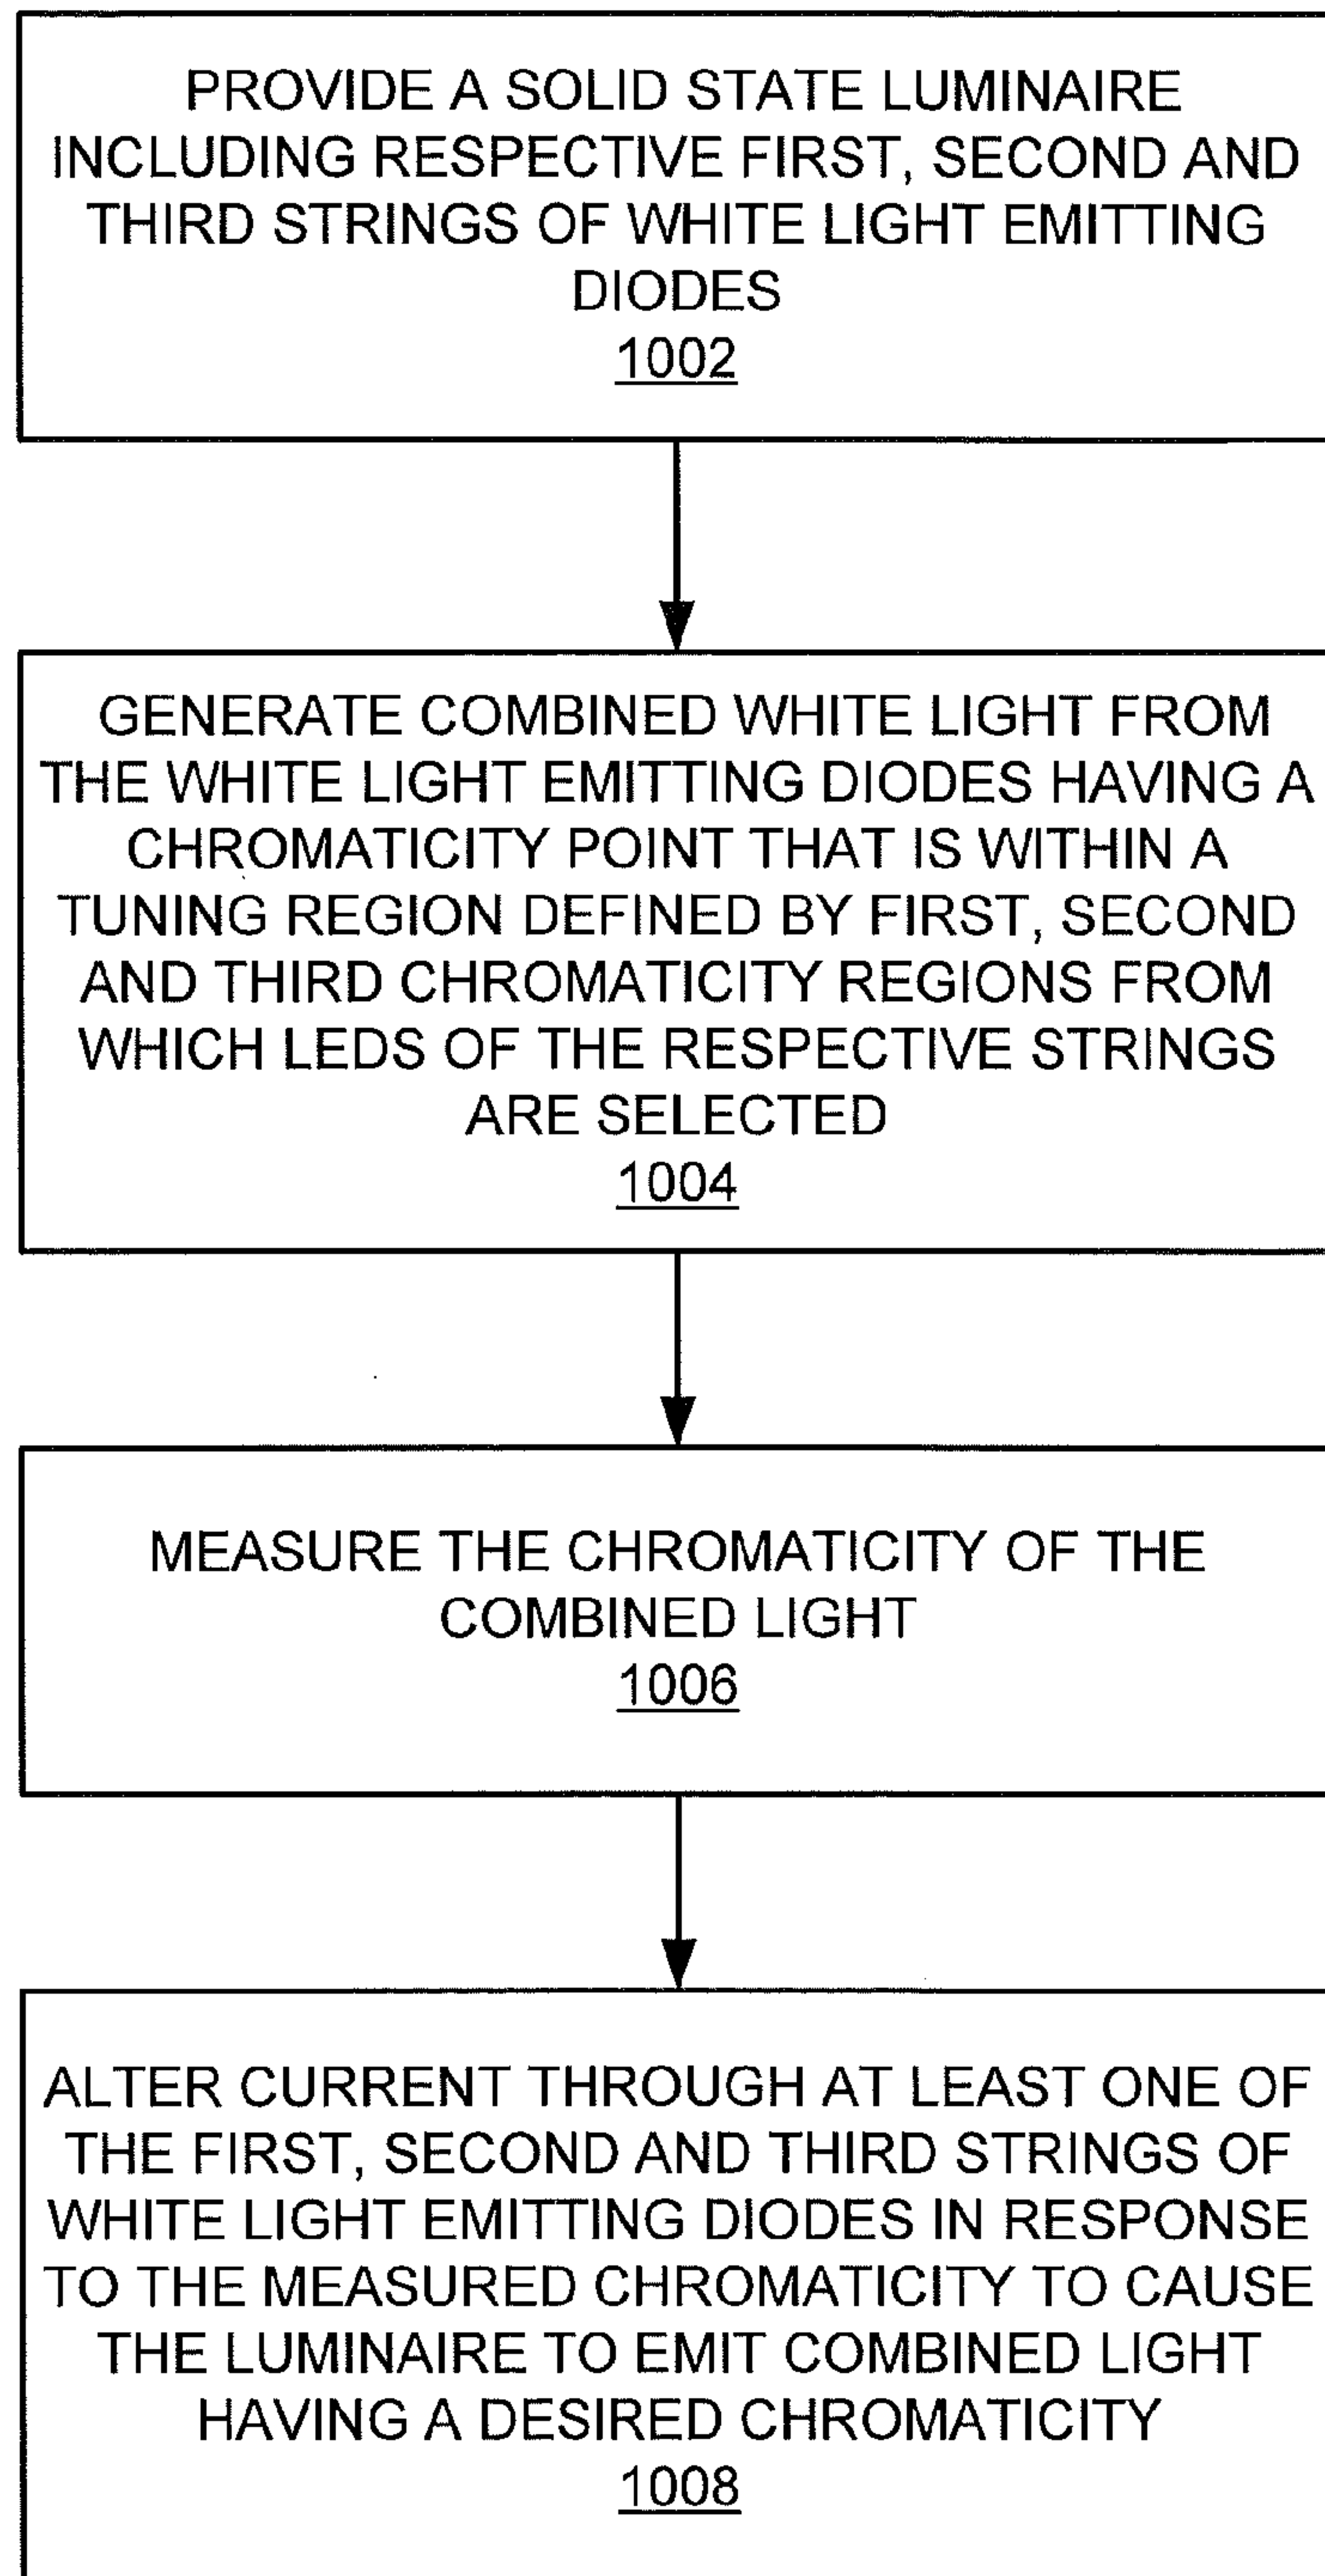 PROVIDE A SOLID STATE LUMINAIRE
INCLUDING RESPECTIVE FIRST, SECOND AND
THIRD STRINGS OF WHITE LIGHT EMITTING
DIODES
1002
GENERATE COMBINED WHITE LIGHT FROM
THE WHITE LIGHT EMITTING DIODES HAVING A
CHROMATICITY POINT THAT IS WITHIN A
TUNING REGION DEFINED BY FIRST, SECOND
AND THIRD CHROMATICITY REGIONS FROM
WHICH LEDS OF THE RESPECTIVE STRINGS
ARE SELECTED
1004
MEASURE THE CHROMATICITY OF THE
COMBINED LIGHT
1006
ALTER CURRENT THROUGH AT LEAST ONE OF
THE FIRST, SECOND AND THIRD STRINGS OF
WHITE LIGHT EMITTING DIODES IN RESPONSE
TO THE MEASURED CHROMATICITY TO CAUSE
THE LUMINAIRE TO EMIT COMBINED LIGHT
HAVING A DESIRED CHROMATICITY
1008